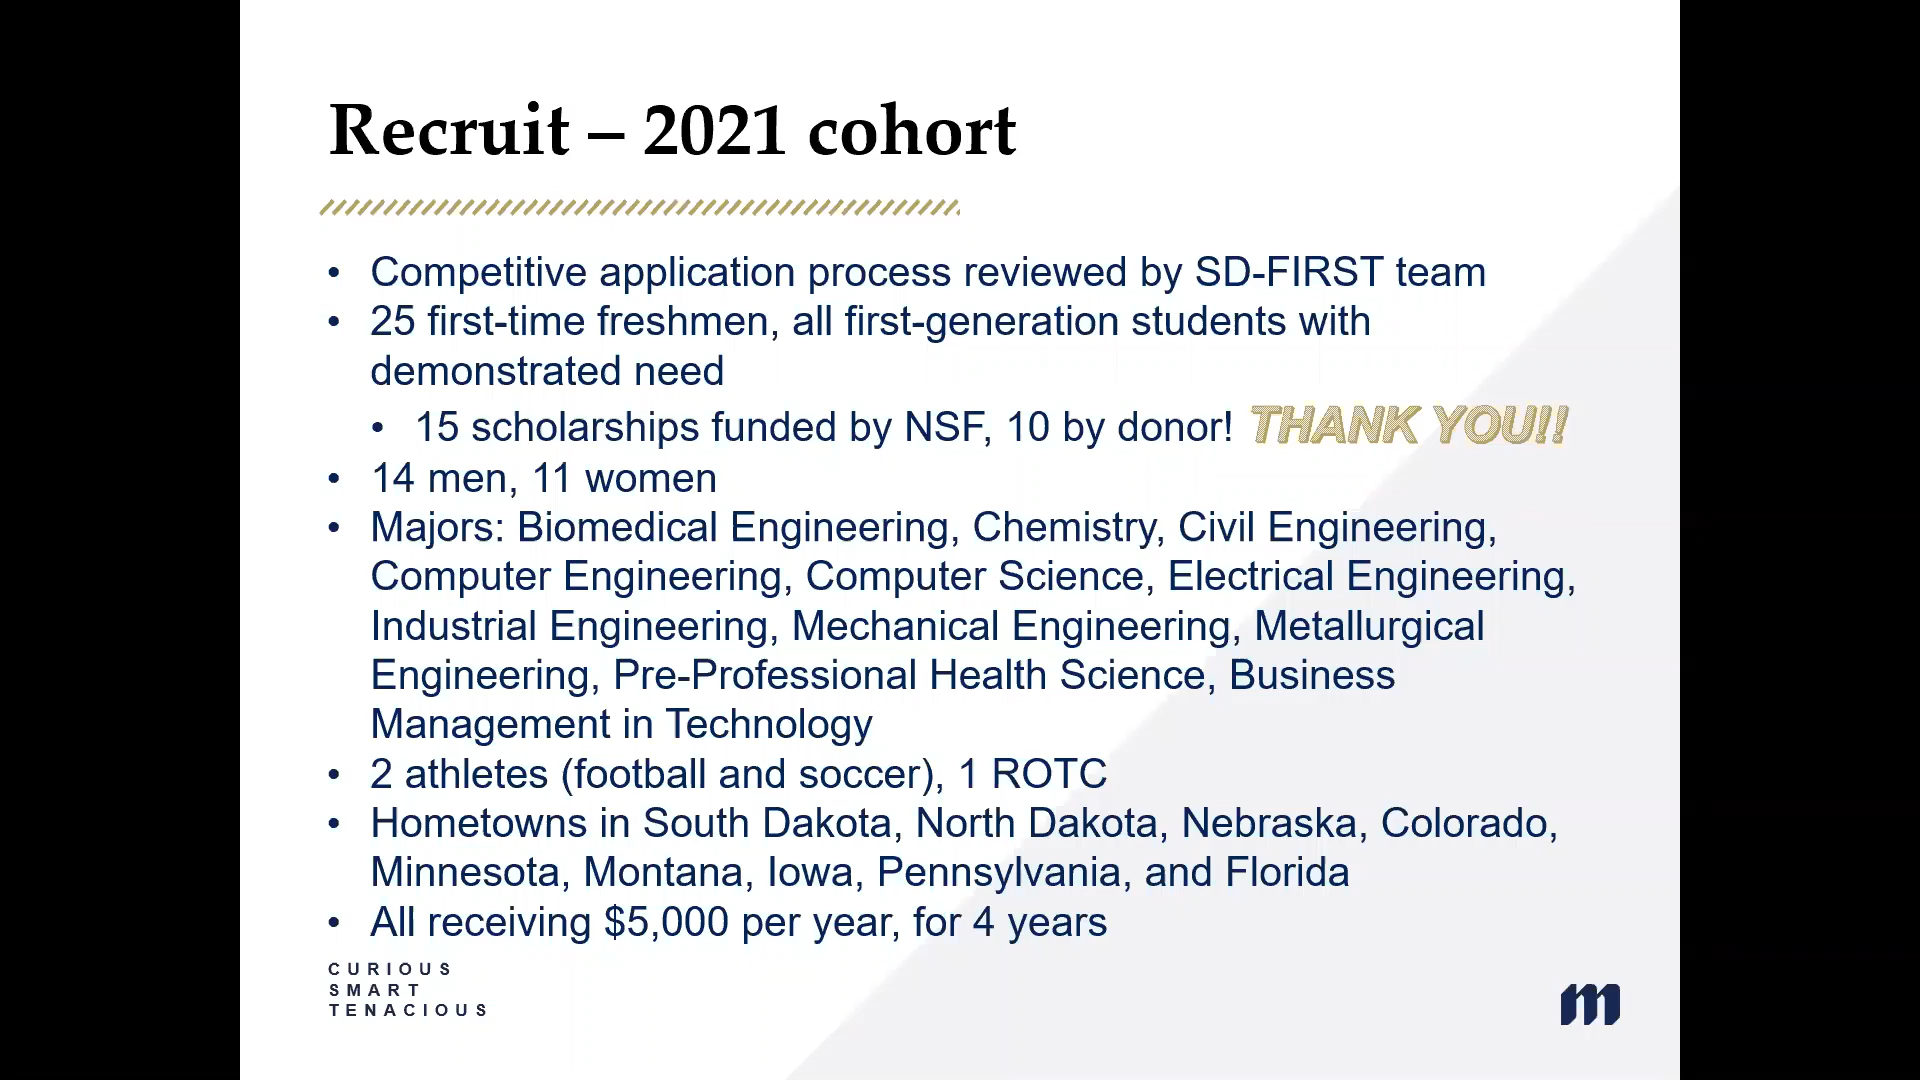 Recruit – 2021 cohort
• Competitive application process reviewed by SD-FIRST team
• 25 first-time freshmen, all first-generation students with
demonstrated need
• 15 scholarships funded by NSF, 10 by donor! THANK YOU!!
• 14 men, 11 women
• Majors: Biomedical Engineering, Chemistry, Civil Engineering,
Computer Engineering, Computer Science, Electrical Engineering,
Industrial Engineering, Mechanical Engineering, Metallurgical
Engineering, Pre-Professional Health Science, Business
Management in Technology
• 2 athletes (football and soccer), 1 ROTC
• Hometowns in South Dakota, North Dakota, Nebraska, Colorado,
Minnesota, Montana, Iowa, Pennsylvania, and Florida
• All receiving $5,000 per year, for 4 years
CURIOUS
SMART
TENACIOUS
m